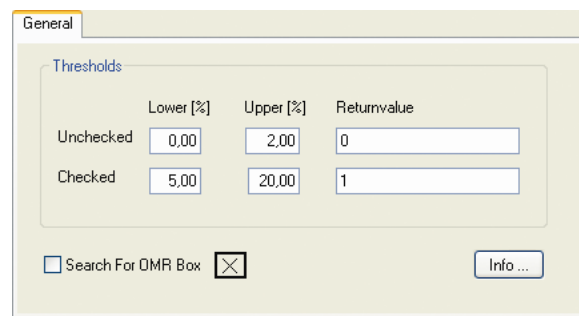 General
Thresholds
Lower [%] Upper [%] Returnvalue
Unchecked 0,00 2,00 0
Checked 5,00 20,00 1
Search For OMR Box Info ...